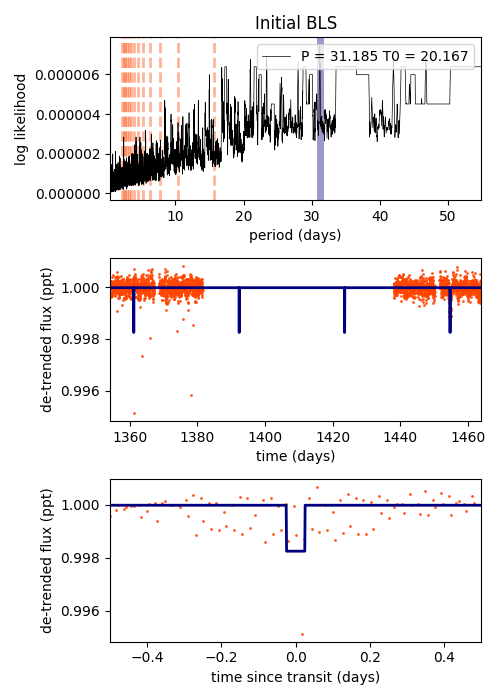 Initial BLS
P = 31.185 T0 = 20.167
log likelihood
0.000006
0.000004
0.000002
0.000000
10 20 30 40 50
period (days)
de-trended flux (ppt)
1.000
0.998
0.996
1360 1380 1400 1420 1440 1460
time (days)
de-trended flux (ppt)
1.000
0.998
0.996
−0.4 −0.2 0.0 0.2 0.4
time since transit (days)